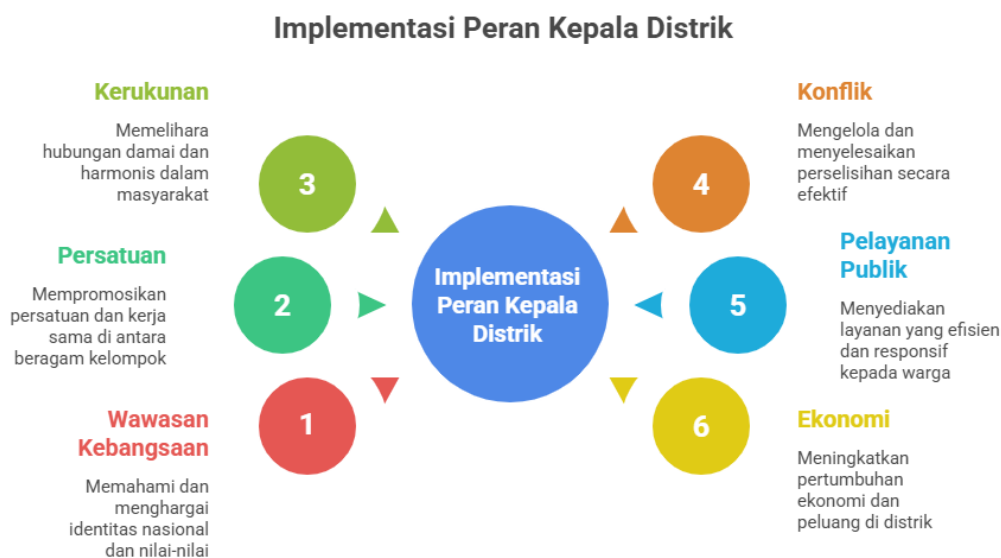 Implementasi Peran Kepala Distrik
Kerukunan
Memelihara
hubungan damai dan
harmonis dalam
masyarakat
3
Persatuan
Mempromosikan
persatuan dan kerja
sama di antara
beragam kelompok
2
Wawasan
Kebangsaan
Memahami dan
menghargai
identitas nasional
dan nilai-nilai
1
Implementasi
Peran Kepala
Distrik
Konflik
Mengelola dan
menyelesaikan
perselisihan secara
efektif
4
Pelayanan
Publik
Menyediakan
layanan yang efisien
dan responsif
kepada warga
5
Ekonomi
Meningkatkan
pertumbuhan
ekonomi dan
peluang di distrik
6